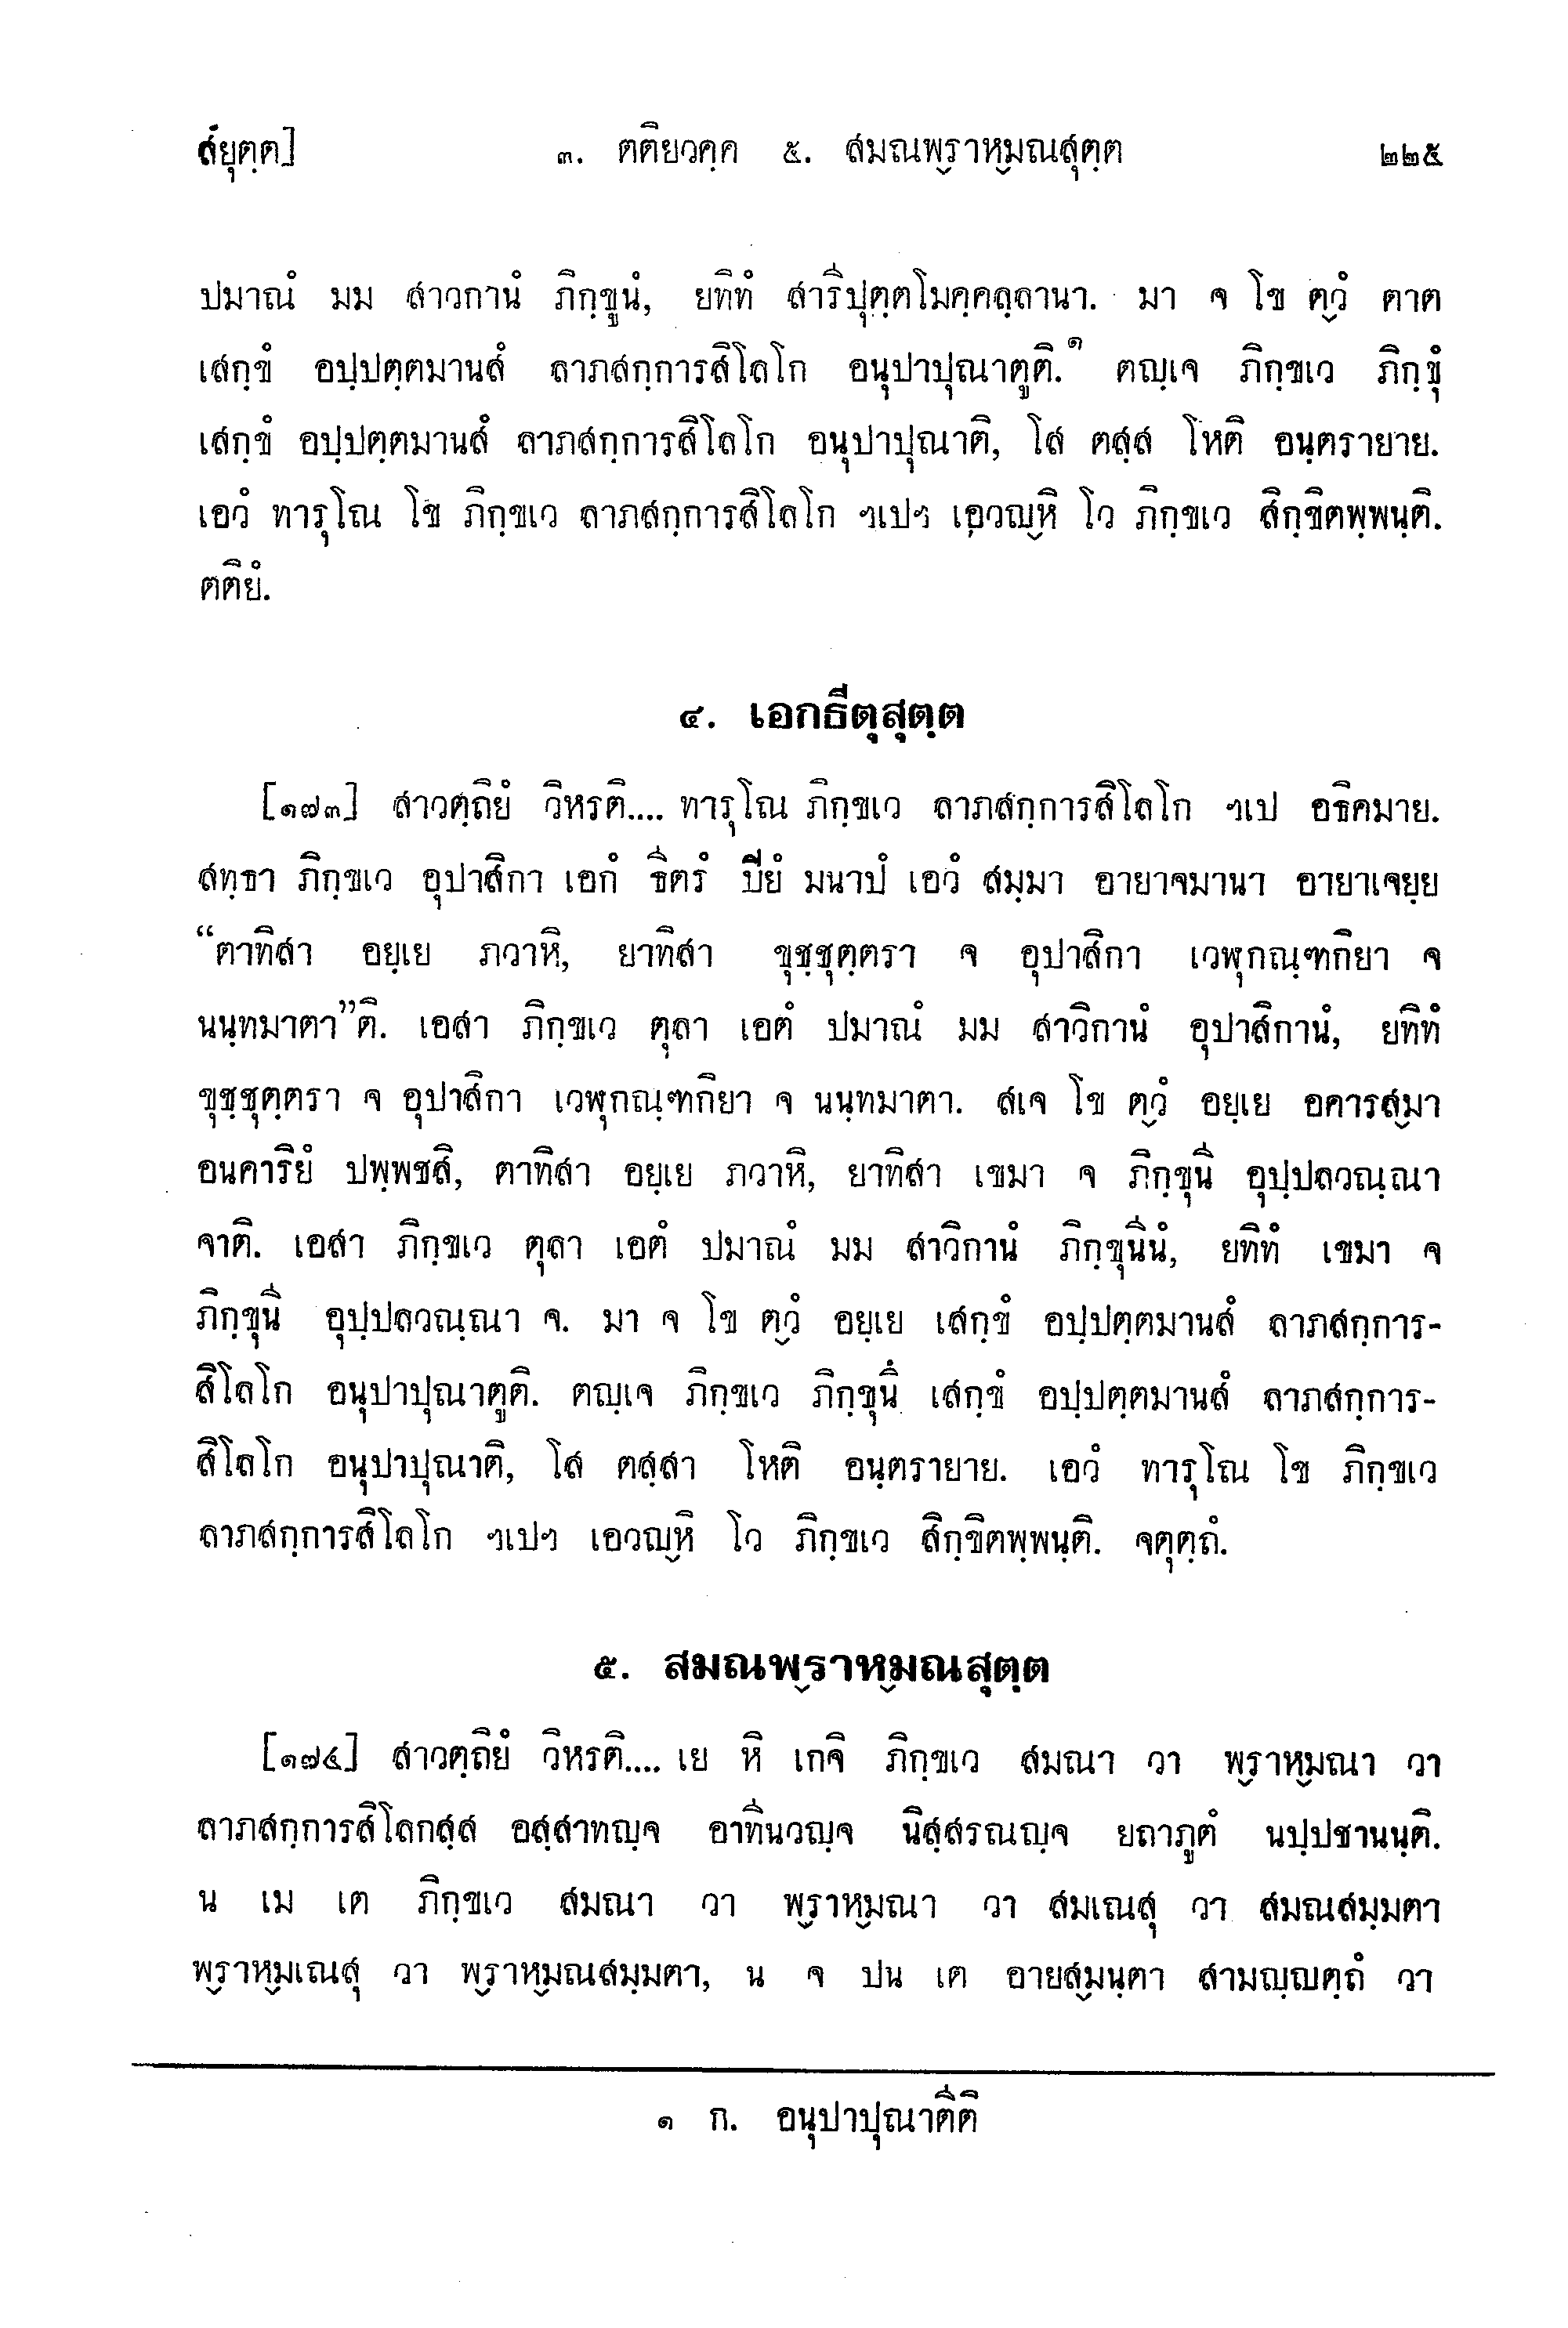 สํยุตฺต]
๓. ตติยวคฺค ๕. สมณพฺราหฺมณสุตฺต
๒๒๕
ปมาณํ มม สาวกานํ ภิกฺขูนํ, ยทิทํ สารีปุตฺตโมคฺคลฺลานา. มา จ โข ตฺวํ ตาต
เสกฺขํ อปฺปตฺตมานสํ ลาภสกฺการสิโลโก อนุปาปุณาตูติ.๑ ตญฺเจ ภิกฺขเว ภิกฺขุํ
เสกฺขํ อปฺปตฺตมานสํ ลาภสกฺการสิโลโก อนุปาปุณาติ, โส ตสฺส โหติ อนฺตรายาย.
เอวํ ทารุโณ โข ภิกฺขเว ลาภสกฺการสิโลโก ฯเปฯ เอฺวญฺหิ โว ภิกฺขเว สิกฺขิตพฺพนฺติ.
ตติยํ.
๔. เอกธีตุสุตฺต
[๑๗๓] สาวตฺถิยํ วิหรติ.... ทารุโณ ภิกฺขเว ลาภสกฺการสิโลโก ฯเป อธิคมาย.
สทฺธา ภิกฺขเว อุปาสิกา เอกํ ธีตรํ ปิยํ มนาปํ เอวํ สมฺมา อายาจมานา อายาเจยฺย
“ตาทิสา อยฺเย ภวาหิ, ยาทิสา ขุชฺชุตฺตรา จ อุปาสิกา เวฬุกณฺฑกิยา จ
นนฺทมาตา”ติ. เอสา ภิกฺขเว ตุลา เอตํ ปมาณํ มม สาวิกานํ อุปาสิกานํ, ยทิทํ
ขุชฺชุตฺตรา จ อุปาสิกา เวฬุกณฺฑกิยา จ นนฺทมาตา. สเจ โข ตฺวํ อยฺเย อคารสฺมา
อนคาริยํ ปพฺพชสิ, ตาทิสา อยฺเย ภวาหิ, ยาทิสา เขมา จ ภิกฺขุนี อุปฺปลวณฺณา
จาติ. เอสา ภิกฺขเว ตุลา เอตํ ปมาณํ มม สาวิกานํ ภิกฺขุนีนํ, ยทิทํ เขมา จ
ภิกฺขุนี อุปฺปลวณฺณา จ. มา จ โข ตฺวํ อยฺเย เสกฺขํ อปฺปตฺตมานสํ ลาภสกฺการ-
สิโลโก อนุปาปุณาตูติ. ตญฺเจ ภิกฺขเว ภิกฺขุนึ เสกฺขํ อปฺปตฺตมานสํ ลาภสกฺการ-
สิโลโก อนุปาปุณาติ, โส ตสฺสา โหติ อนฺตรายาย. เอวํ ทารุโณ โข ภิกฺขเว
ลาภสกฺการสิโลโก ฯเปฯ เอวญฺหิ โว ภิกฺขเว สิกฺขิตพฺพนฺติ. จตุตฺถํ.
๕. สมณพฺราหฺมณสุตฺต
[๑๗๔] สาวตฺถิยํ วิหรติ.... เย หิ เกจิ ภิกฺขเว สมณา วา พฺราหฺมณา วา
ลาภสกฺการสิโลกสฺส อสฺสาทญฺจ อาทีนวญฺจ นิสฺสรณญฺจ ยถาภูตํ นปฺปชานนฺติ.
น เม เต ภิกฺขเว สมณา วา พฺราหฺมณา วา สมเณสุ วา สมณสมฺมตา
พฺราหฺมเณสุ วา พฺราหฺมณสมฺมตา, น จ ปน เต อายสฺมนฺตา สามญฺญตฺถํ วา
๑ ก. อนุปาปุณาตีติ